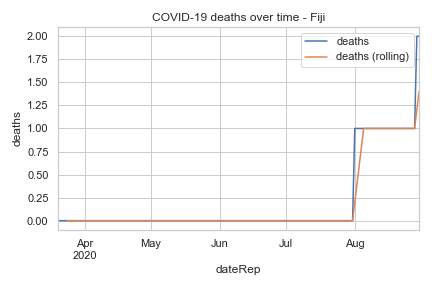 COVID-19 deaths over time - Fiji
deaths
deaths (rolling)
2.00
1.75
1.50
1.25
1.00
0.75
0.50
0.25
0.00
deaths
Apr
2020
May
Jun
Jul
Aug
dateRep